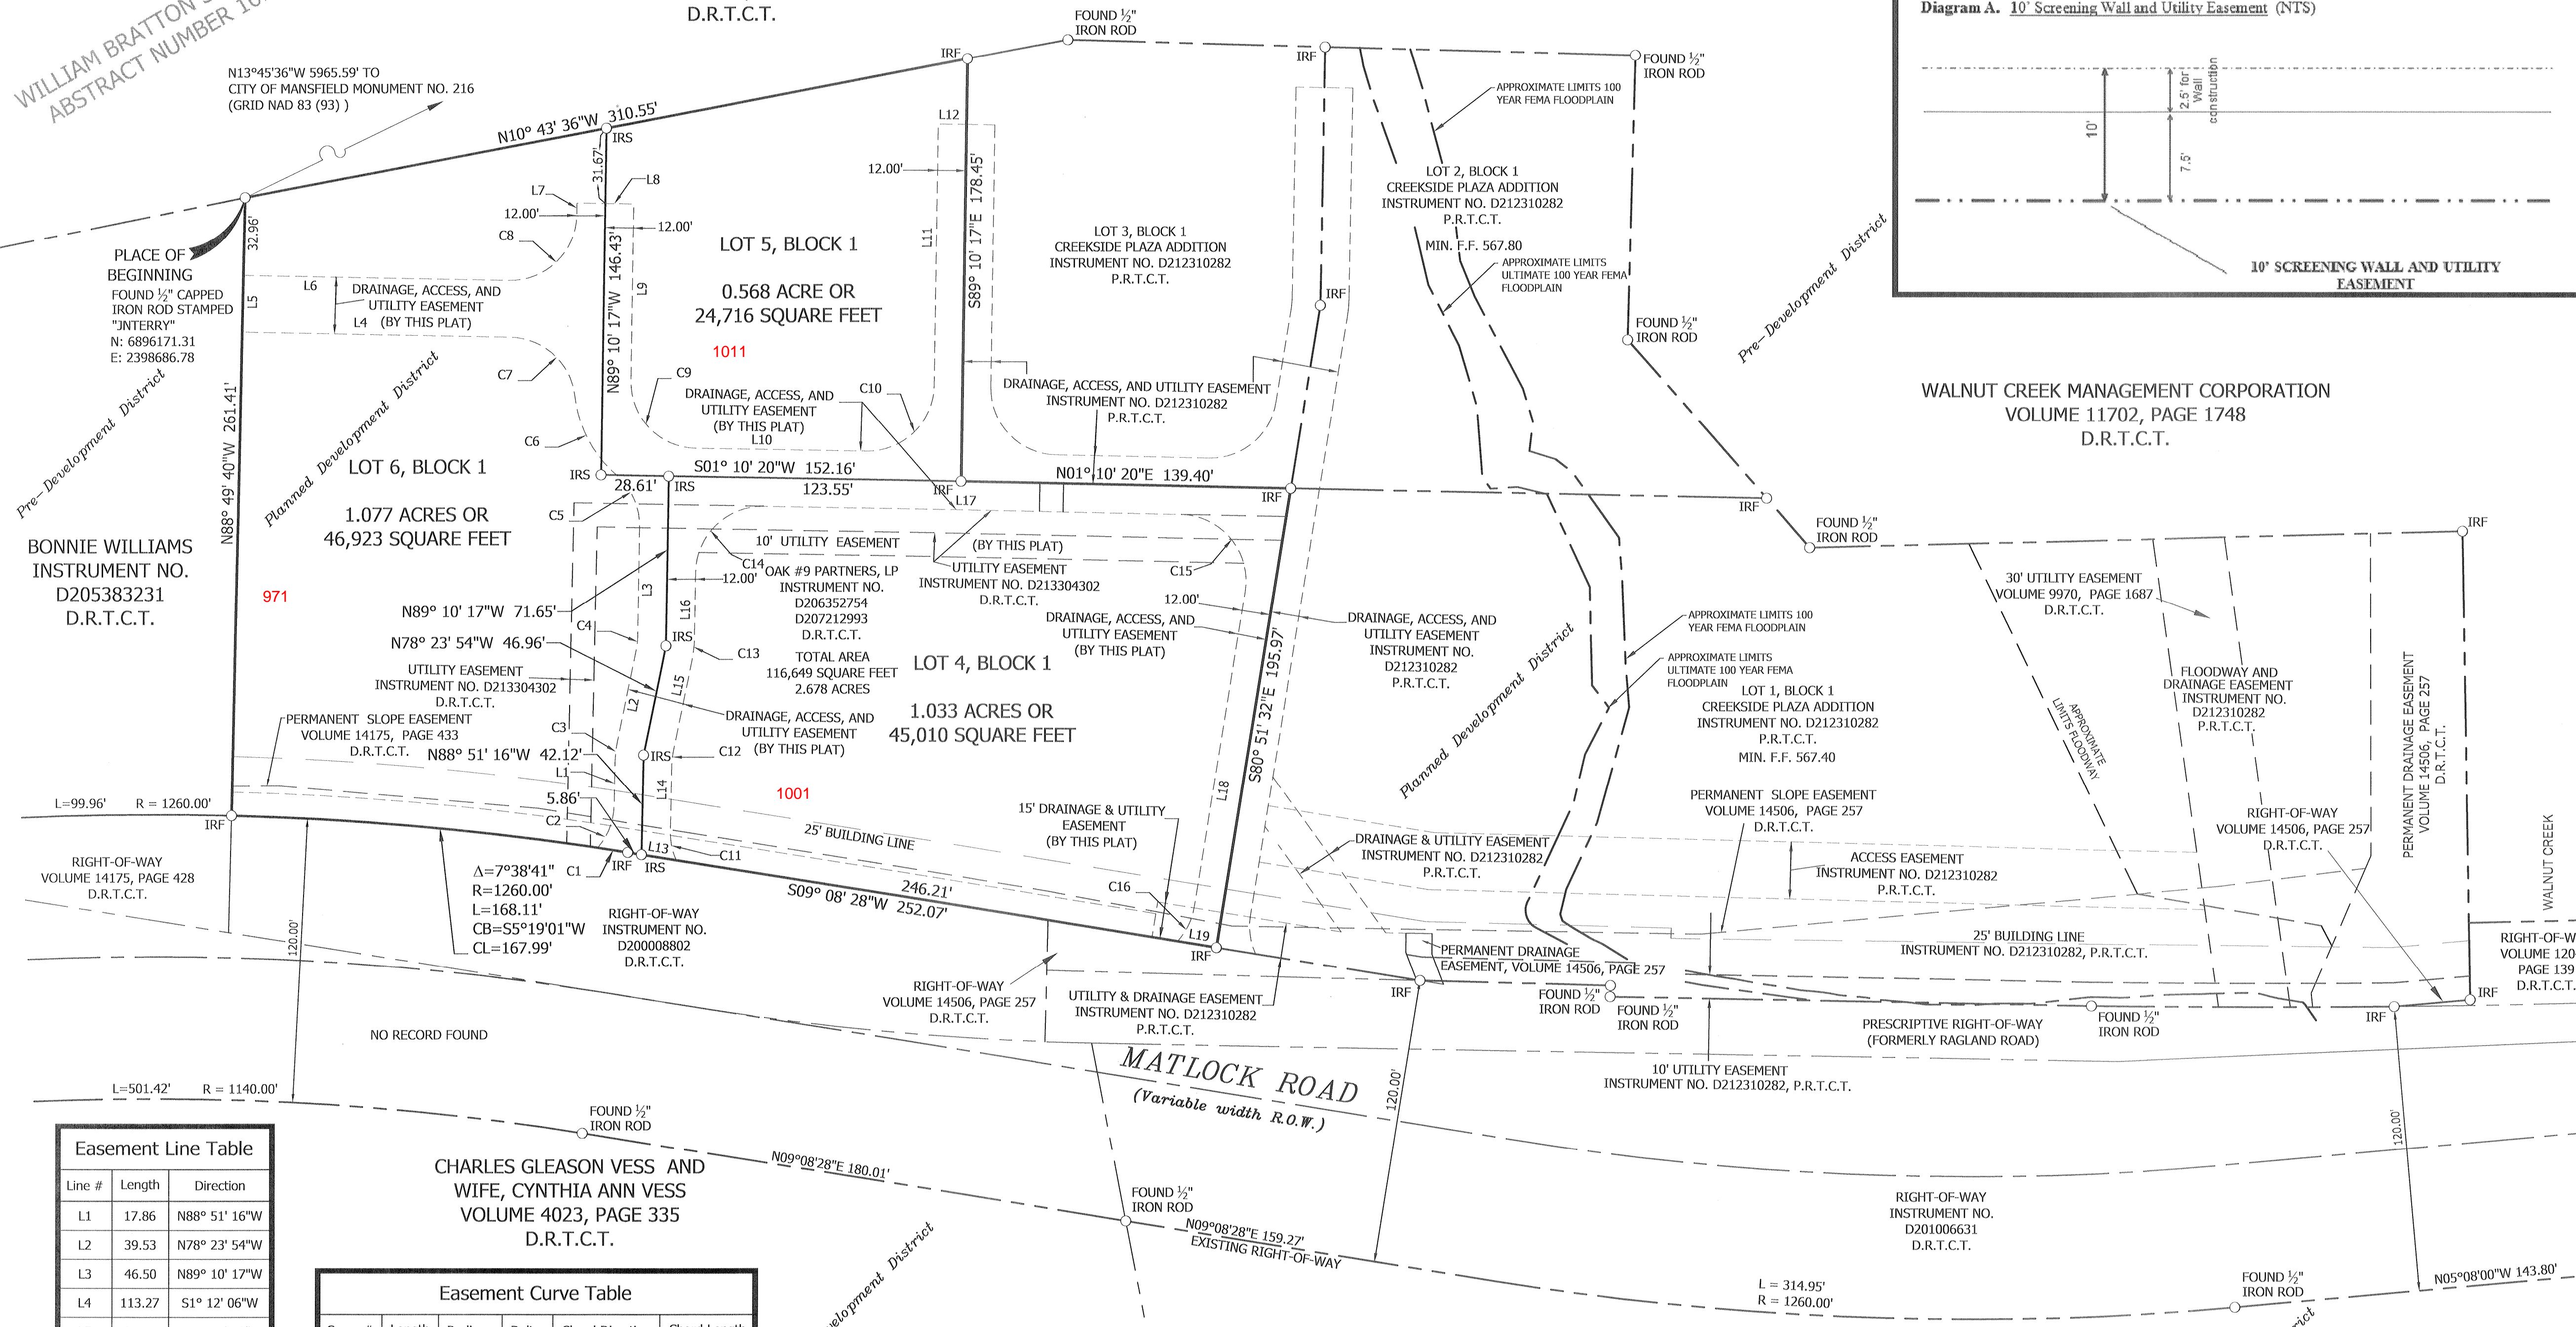 WILLIAM BRATTON
ABSTRACT NUMBER
D.R.T.C.T.
N13°45'36"W 5965.59' TO
CITY OF MANSFIELD MONUMENT NO. 216
(GRID NAD 83 (93) )
FOUND ½"
IRON ROD
IRF
IRF
FOUND ½"
IRON ROD
N10° 43' 36"W 310.55'
IRS
31.67'
L7
L8
12.00'
12.00'
C8
L12
12.00'
APPROXIMATE LIMITS 100
YEAR FEMA FLOODPLAIN
LOT 2, BLOCK 1
CREEKSIDE PLAZA ADDITION
INSTRUMENT NO. D212310282
P.R.T.C.T.
MIN. F.F. 567.80
APPROXIMATE LIMITS
ULTIMATE 100 YEAR FEMA
FLOODPLAIN
Pre-Development District
Diagram A. 10' Screening Wall and Utility Easement (NTS)
10'
2.5' for
Wall
construction
7.5'
10' SCREENING WALL AND UTILITY
EASEMENT
32.96'
PLACE OF
BEGINNING
FOUND ½" CAPPED
IRON ROD STAMPED
"JNTERRY"
N: 6896171.31
E: 2398686.78
L5
L6
DRAINAGE, ACCESS, AND
UTILITY EASEMENT
L4 (BY THIS PLAT)
LOT 5, BLOCK 1
0.568 ACRE OR
24,716 SQUARE FEET
1011
N89° 10' 17"W 146.43'
L9
L11
S89° 10' 17"E 178.45'
LOT 3, BLOCK 1
CREEKSIDE PLAZA ADDITION
INSTRUMENT NO. D212310282
P.R.T.C.T.
IRF
FOUND ½"
IRON ROD
C7
C9
C10
DRAINAGE, ACCESS, AND
UTILITY EASEMENT
(BY THIS PLAT)
L10
DRAINAGE, ACCESS, AND UTILITY EASEMENT
INSTRUMENT NO. D212310282
P.R.T.C.T.
WALNUT CREEK MANAGEMENT CORPORATION
VOLUME 11702, PAGE 1748
D.R.T.C.T.
Pre-Development District
Planned Development District
N88° 49' 40"W 261.41'
C6
LOT 6, BLOCK 1
1.077 ACRES OR
46,923 SQUARE FEET
971
BONNIE WILLIAMS
INSTRUMENT NO.
D205383231
D.R.T.C.T.
IRS
IRS
28.61'
S01° 10' 20"W 152.16'
123.55'
IRF
L17
N01° 10' 20"E 139.40'
IRF
IRF
FOUND ½"
IRON ROD
IRF
C5
10' UTILITY EASEMENT
(BY THIS PLAT)
C14
12.00'
C15
UTILITY EASEMENT
INSTRUMENT NO. D213304302
D.R.T.C.T.
OAK #9 PARTNERS, LP
INSTRUMENT NO.
D206352754
D207212993
D.R.T.C.T.
TOTAL AREA
116,649 SQUARE FEET
2.678 ACRES
L3
L16
N89° 10' 17"W 71.65'
C4
N78° 23' 54"W 46.96'
IRS
C13
UTILITY EASEMENT
INSTRUMENT NO. D213304302
D.R.T.C.T.
L2
L15
12.00'
DRAINAGE, ACCESS, AND
UTILITY EASEMENT
(BY THIS PLAT)
DRAINAGE, ACCESS, AND
UTILITY EASEMENT
INSTRUMENT NO.
D212310282
P.R.T.C.T.
S80° 51' 32"E 195.97'
LOT 4, BLOCK 1
1.033 ACRES OR
45,010 SQUARE FEET
DRAINAGE, ACCESS, AND
UTILITY EASEMENT
(BY THIS PLAT)
PERMANENT SLOPE EASEMENT
VOLUME 14175, PAGE 433
D.R.T.C.T.
C3
N88° 51' 16"W 42.12'
IRS
C12
L1
L14
5.86'
C2
1001
25' BUILDING LINE
15' DRAINAGE & UTILITY
EASEMENT
(BY THIS PLAT)
L18
Planned Development District
APPROXIMATE LIMITS 100
YEAR FEMA FLOODPLAIN
APPROXIMATE LIMITS
ULTIMATE 100 YEAR FEMA
FLOODPLAIN
LOT 1, BLOCK 1
CREEKSIDE PLAZA ADDITION
INSTRUMENT NO. D212310282
P.R.T.C.T.
MIN. F.F. 567.40
PERMANENT SLOPE EASEMENT
VOLUME 14506, PAGE 257
D.R.T.C.T.
30' UTILITY EASEMENT
VOLUME 9970, PAGE 1687
D.R.T.C.T.
FLOODWAY AND
DRAINAGE EASEMENT
INSTRUMENT NO.
D212310282
P.R.T.C.T.
APPROXIMATE
LIMITS FLOODWAY
PERMANENT DRAINAGE EASEMENT
VOLUME 14506, PAGE 257
D.R.T.C.T.
RIGHT-OF-WAY
VOLUME 14506, PAGE 257
D.R.T.C.T.
WALNUT CREEK
L=99.96' R = 1260.00'
IRF
RIGHT-OF-WAY
VOLUME 14175, PAGE 428
D.R.T.C.T.
120.00'
Δ=7°38'41"
R=1260.00'
L=168.11'
CB=S5°19'01"W
CL=167.99'
C1
IRF
IRS
L13
C11
RIGHT-OF-WAY
INSTRUMENT NO.
D200008802
D.R.T.C.T.
246.21'
S09° 08' 28"W 252.07'
C16
L19
IRF
DRAINAGE & UTILITY EASEMENT
INSTRUMENT NO. D212310282
P.R.T.C.T.
ACCESS EASEMENT
INSTRUMENT NO. D212310282
P.R.T.C.T.
25' BUILDING LINE
INSTRUMENT NO. D212310282, P.R.T.C.T.
PERMANENT DRAINAGE
EASEMENT, VOLUME 14506, PAGE 257
RIGHT-OF-W
VOLUME 120
PAGE 139
D.R.T.C.T.
RIGHT-OF-WAY
VOLUME 14506, PAGE 257
D.R.T.C.T.
UTILITY & DRAINAGE EASEMENT
INSTRUMENT NO. D212310282
P.R.T.C.T.
IRF
FOUND ½"
IRON ROD
FOUND ½"
IRON ROD
PRESCRIPTIVE RIGHT-OF-WAY
(FORMERLY RAGLAND ROAD)
FOUND ½"
IRON ROD
IRF
IRF
NO RECORD FOUND
MATLOCK ROAD
(Variable width R.O.W.)
120.00'
10' UTILITY EASEMENT
INSTRUMENT NO. D212310282, P.R.T.C.T.
120.00'
L=501.42' R = 1140.00'
FOUND ½"
IRON ROD
N09°08'28"E 180.01'
CHARLES GLEASON VESS AND
WIFE, CYNTHIA ANN VESS
VOLUME 4023, PAGE 335
D.R.T.C.T.
FOUND ½"
IRON ROD
N09°08'28"E 159.27'
EXISTING RIGHT-OF-WAY
RIGHT-OF-WAY
INSTRUMENT NO.
D201006631
D.R.T.C.T.
L = 314.95'
R = 1260.00'
FOUND ½"
IRON ROD
N05°08'00"W 143.80'
Easement Line Table
Line # Length Direction
L1 17.86 N88° 51' 16"W
L2 39.53 N78° 23' 54"W
L3 46.50 N89° 10' 17"W
L4 113.27 S1° 12' 06"W
Easement Curve Table
velopment District